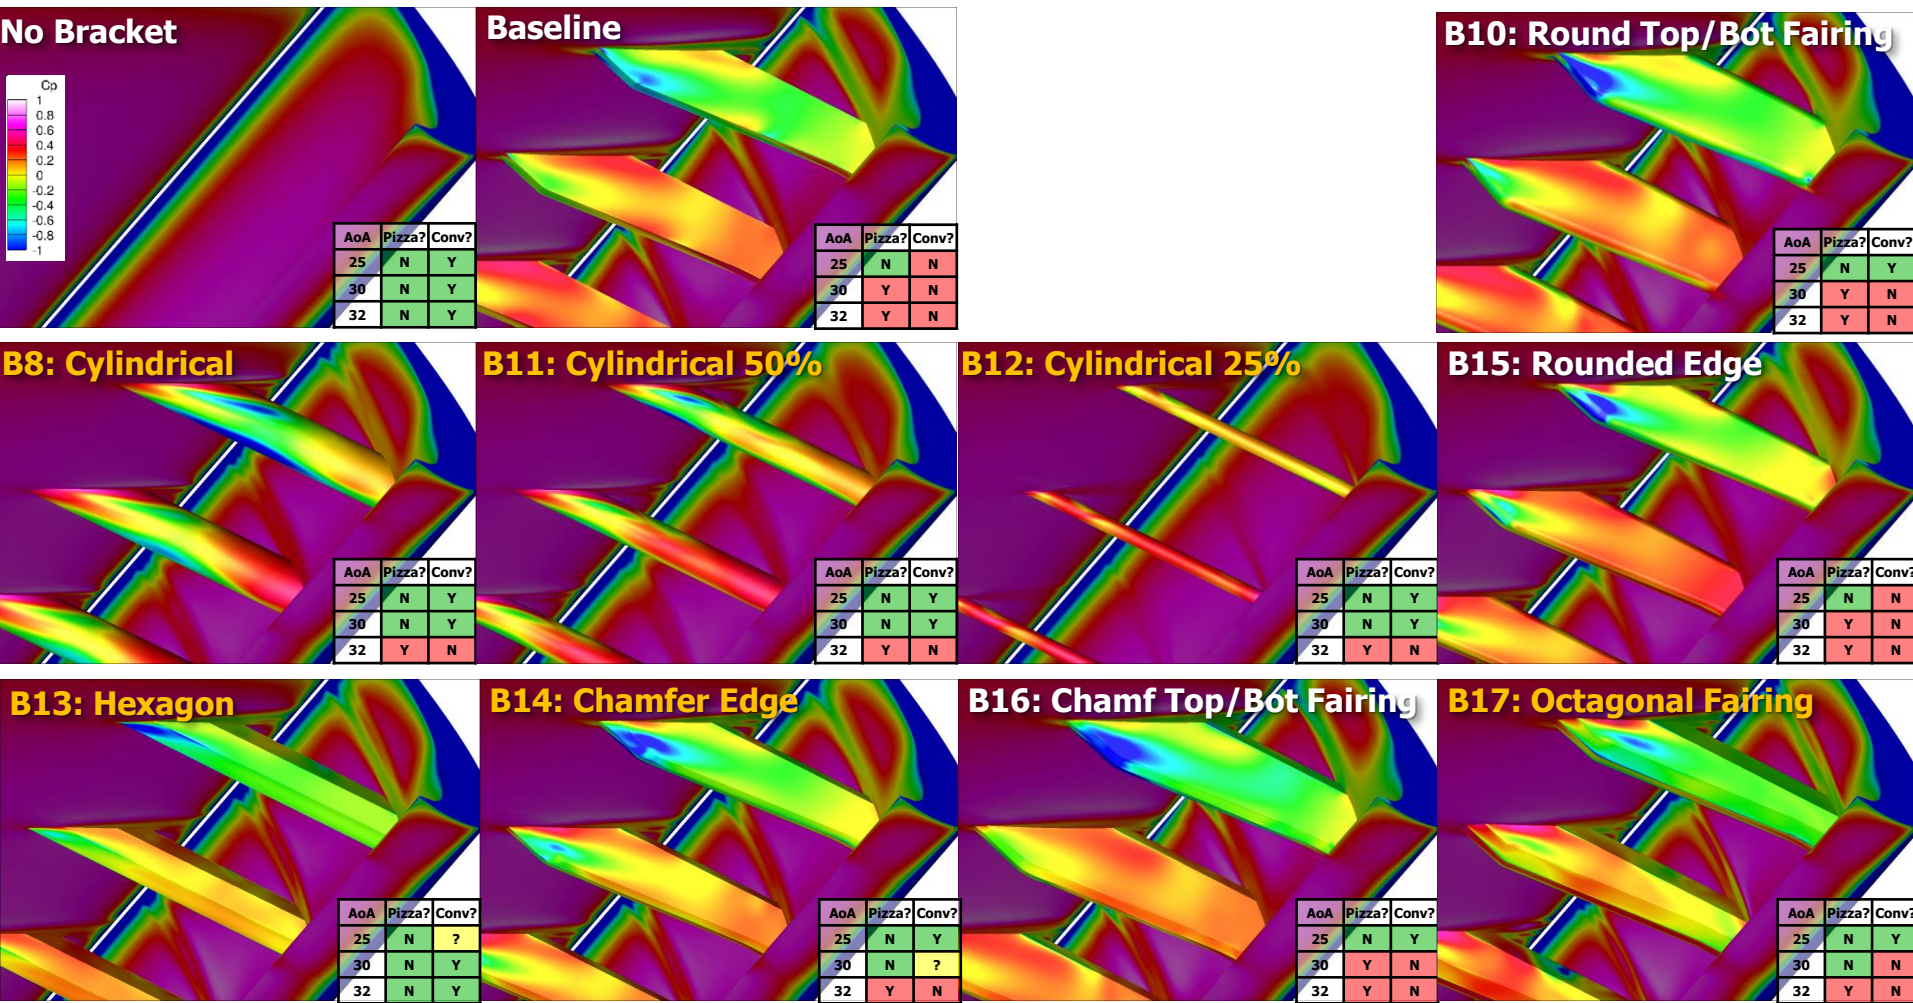 No Bracket
Cp
1
0.8
0.6
0.4
0.2
0
-0.2
-0.4
-0.6
-0.8
-1
AoA Pizza? Conv?
25 N Y
30 N Y
32 N Y
Baseline
AoA Pizza? Conv?
25 N N
30 Y N
32 Y N
B10: Round Top/Bot Fairing
AoA Pizza? Conv?
25 N Y
30 Y N
32 Y N
B8: Cylindrical
AoA Pizza? Conv?
25 N Y
30 N Y
32 Y N
B11: Cylindrical 50%
AoA Pizza? Conv?
25 N Y
30 N Y
32 Y N
B12: Cylindrical 25%
AoA Pizza? Conv?
25 N Y
30 N Y
32 Y N
B15: Rounded Edge
AoA Pizza? Conv?
25 N N
30 Y N
32 Y N
B13: Hexagon
AoA Pizza? Conv?
25 N ?
30 N Y
32 N Y
B14: Chamfer Edge
AoA Pizza? Conv?
25 N Y
30 N ?
32 Y N
B16: Chamf Top/Bot Fairing
AoA Pizza? Conv?
25 N Y
30 Y N
32 Y N
B17: Octagonal Fairing
AoA Pizza? Conv?
25 N Y
30 N N
32 Y N